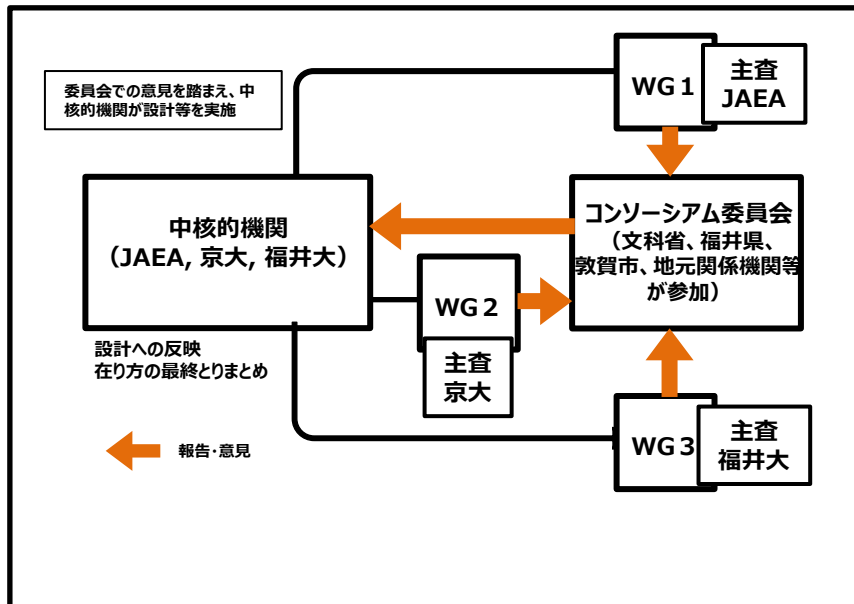 委員会での意見を踏まえ、中
核的機関が設計等を実施
WG1
主査
JAEA
中核的機関
（JAEA, 京大, 福井大）
コンソーシアム委員会
（文科省、福井県、
敦賀市、地元関係機関等
が参加）
WG2
主査
京大
設計への反映
在り方の最終とりまとめ
WG3
主査
福井大
報告・意見